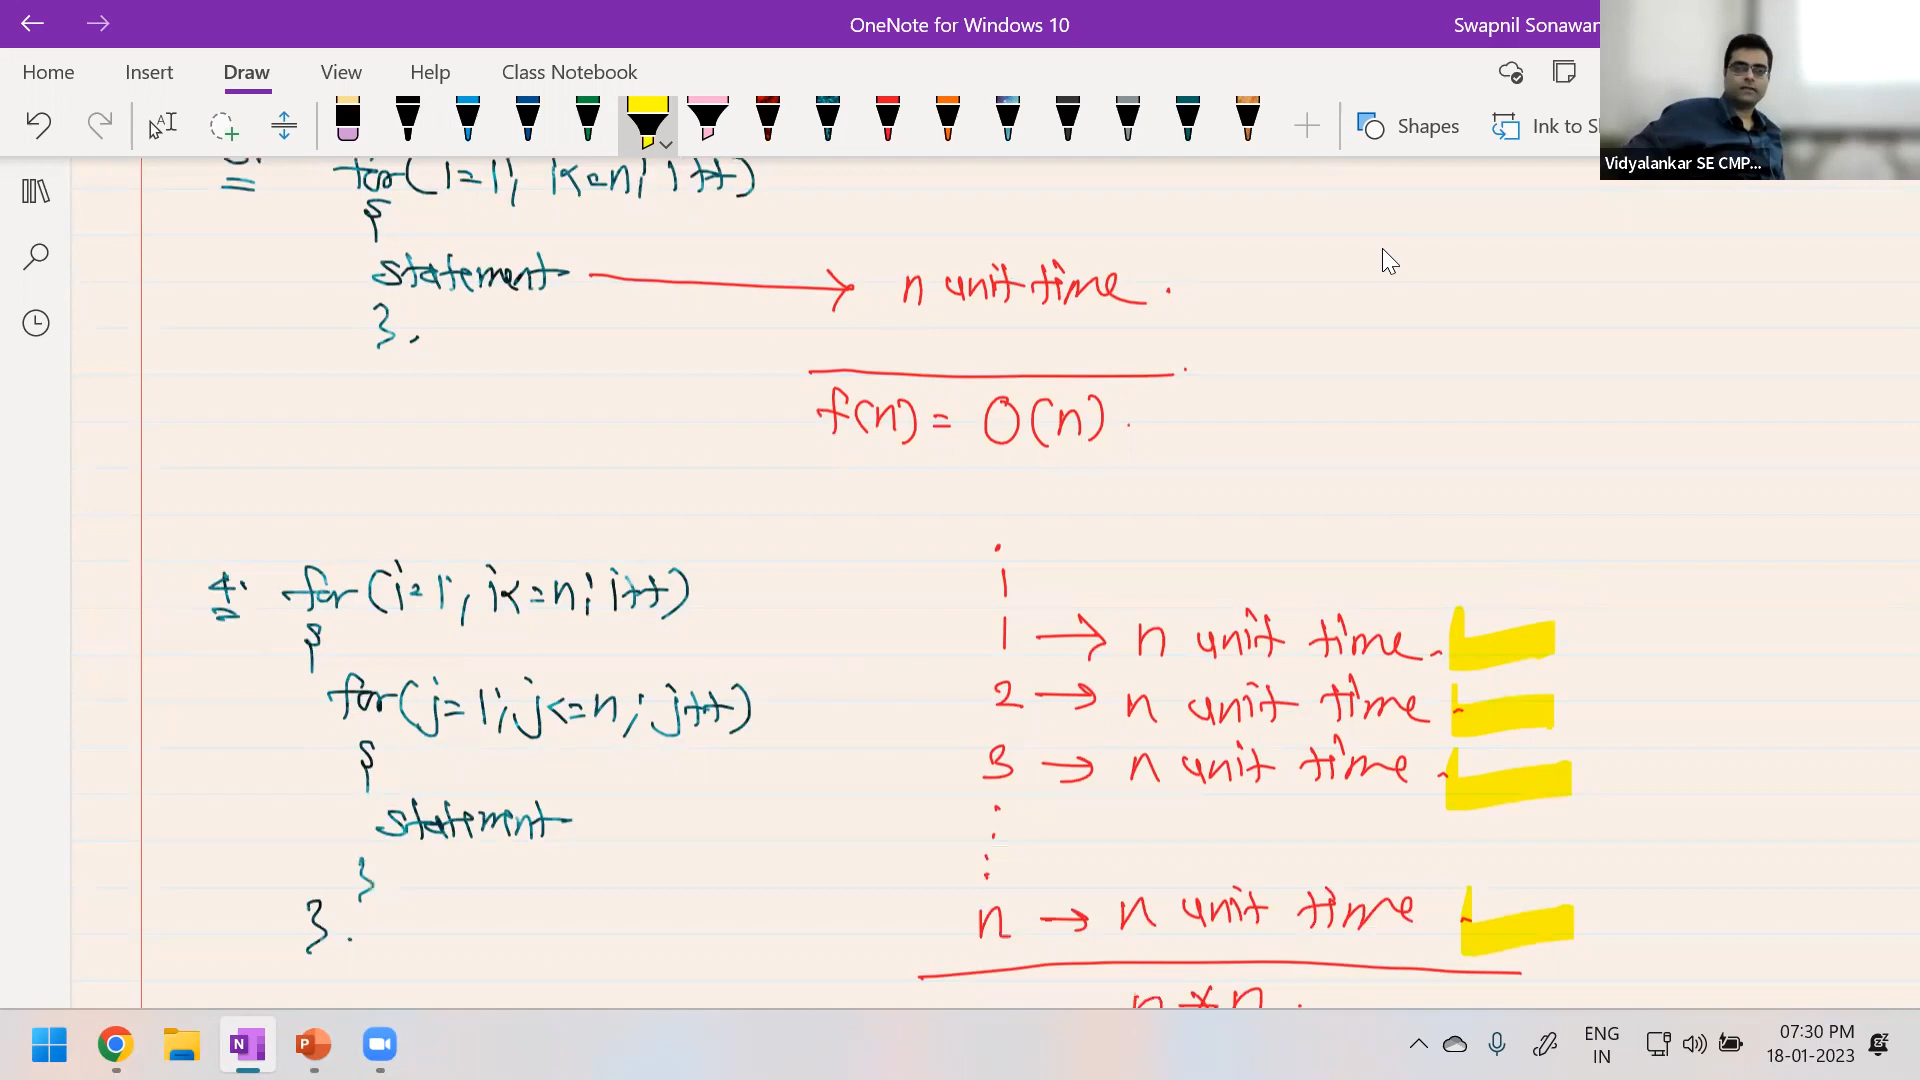 OneNote for Windows 10
Swapnil Sonawar
Home Insert Draw View Help Class Notebook
Shapes
Ink to S
Vidyalankar SE CMP...
for(i=1; i<=n; i++)
{
statement → n unit time.
}.
f(n) = O(n).
4. for(i=1; i<=n; i++)
{
for(j=1; j<=n; j++)
{
statement
}
}.
i
1 → n unit time.
2 → n unit time.
3 → n unit time.
n → n unit time.
n * n.
ENG
IN
07:30 PM
18-01-2023